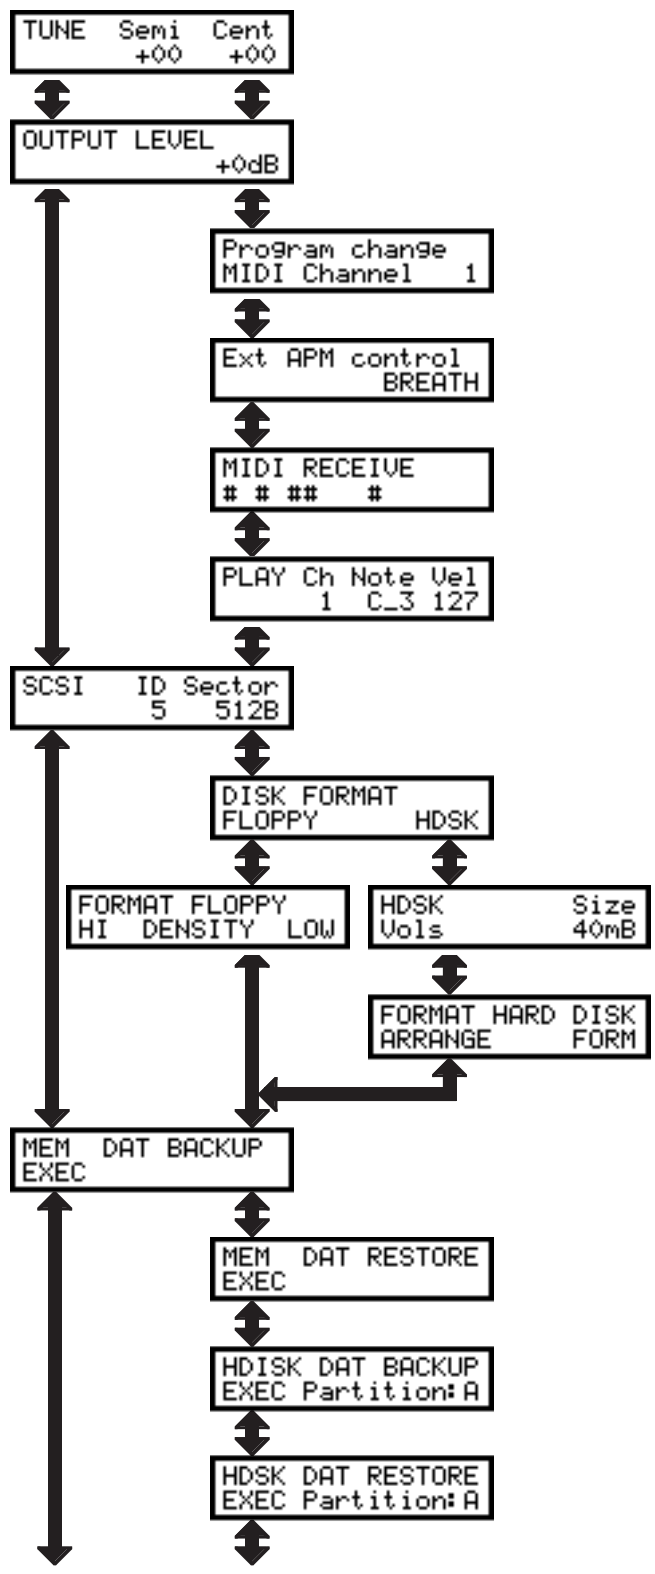 TUNE Semi Cent
+00 +00
OUTPUT LEVEL
+0dB
Program change
MIDI Channel 1
Ext APM control
BREATH
MIDI RECEIVE
# # ## #
PLAY Ch Note Vel
1 C_3 127
SCSI ID Sector
5 512B
DISK FORMAT
FLOPPY HDSK
FORMAT FLOPPY
HI DENSITY LOW
HDSK Size
Vols 40mB
FORMAT HARD DISK
ARRANGE FORM
MEM DAT BACKUP
EXEC
MEM DAT RESTORE
EXEC
HDISK DAT BACKUP
EXEC Partition:A
HDSK DAT RESTORE
EXEC Partition:A